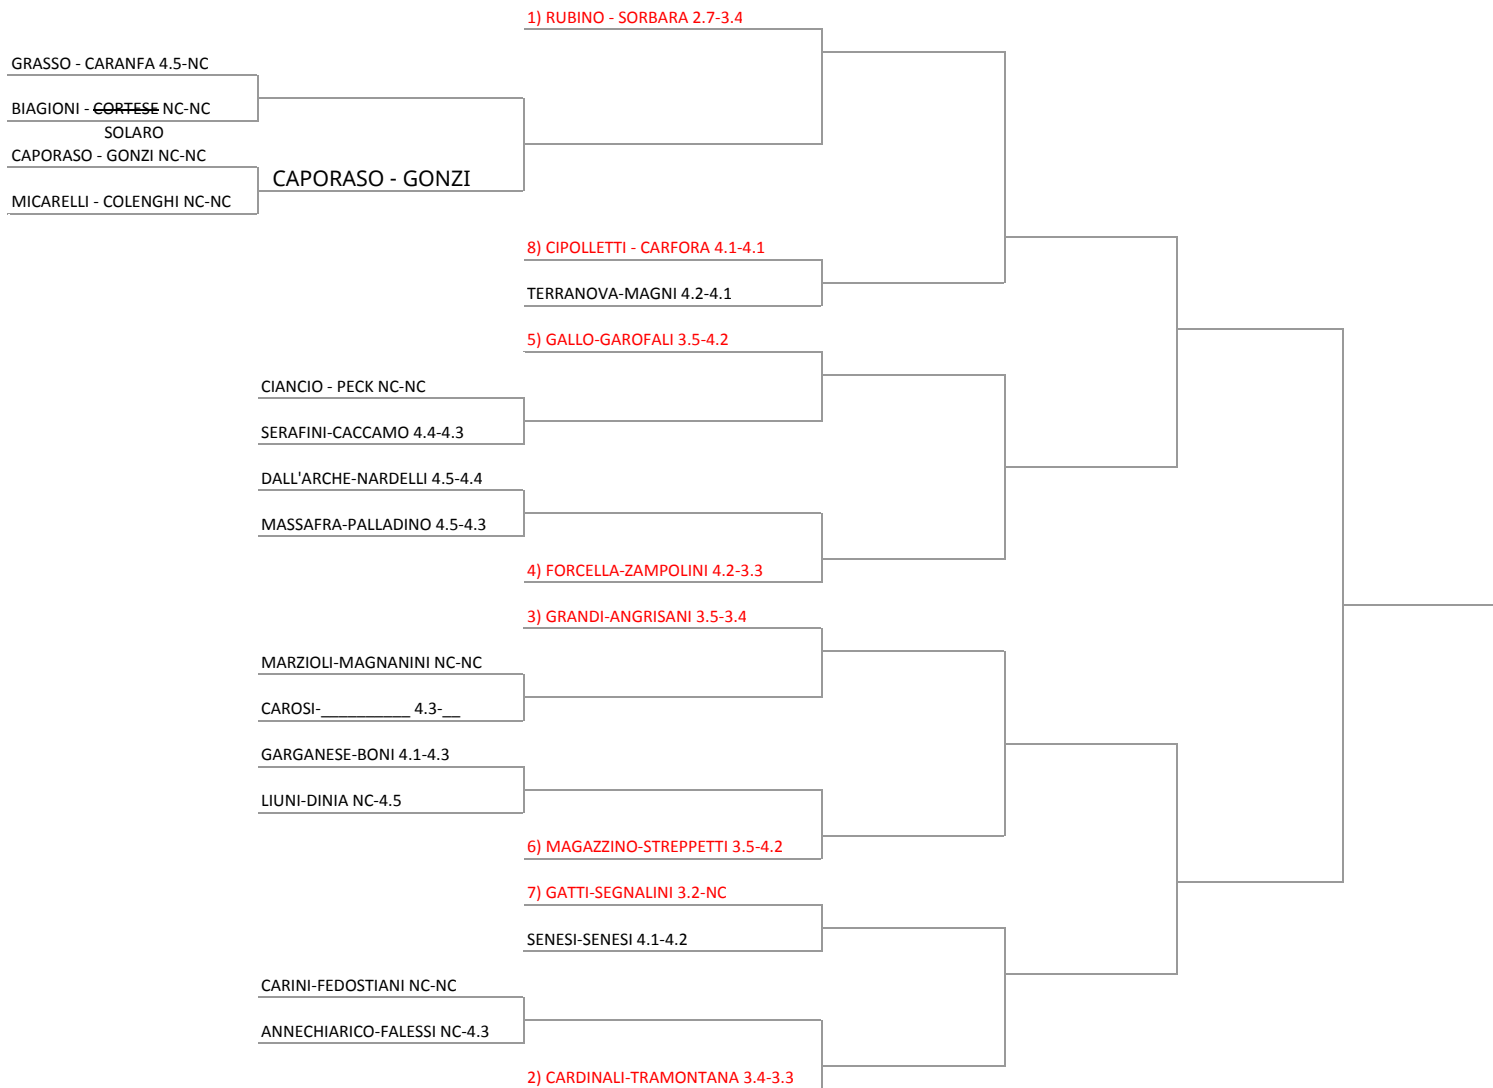 1) RUBINO - SORBARA 2.7-3.4
GRASSO - CARANFA 4.5-NC
BIAGIONI - CORTESE NC-NC
SOLARO
CAPORASO - GONZI NC-NC
CAPORASO - GONZI
MICARELLI - COLENGHI NC-NC
8) CIPOLLETTI - CARFORA 4.1-4.1
TERRANOVA-MAGNI 4.2-4.1
5) GALLO-GAROFALI 3.5-4.2
CIANCIO - PECK NC-NC
SERAFINI-CACCAMO 4.4-4.3
DALL'ARCHE-NARDELLI 4.5-4.4
MASSAFRA-PALLADINO 4.5-4.3
4) FORCELLA-ZAMPOLINI 4.2-3.3
3) GRANDI-ANGRISANI 3.5-3.4
MARZIOLI-MAGNANINI NC-NC
CAROSI-__________ 4.3-__
GARGANESE-BONI 4.1-4.3
LIUNI-DINIA NC-4.5
6) MAGAZZINO-STREPPETTI 3.5-4.2
7) GATTI-SEGNALINI 3.2-NC
SENESI-SENESI 4.1-4.2
CARINI-FEDOSTIANI NC-NC
ANNECHIARICO-FALESSI NC-4.3
2) CARDINALI-TRAMONTANA 3.4-3.3